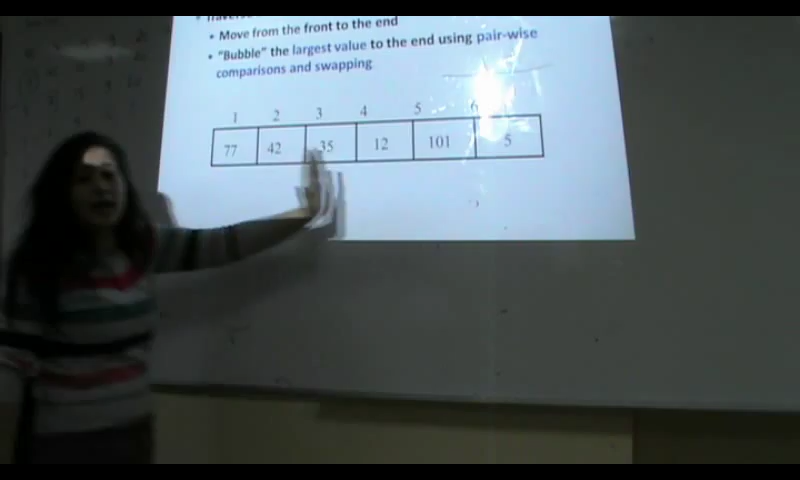 • Move from the front to the end
• "Bubble" the largest value to the end using pair-wise
comparisons and swapping
1 2 3 4 5 6
77 42 35 12 101 5